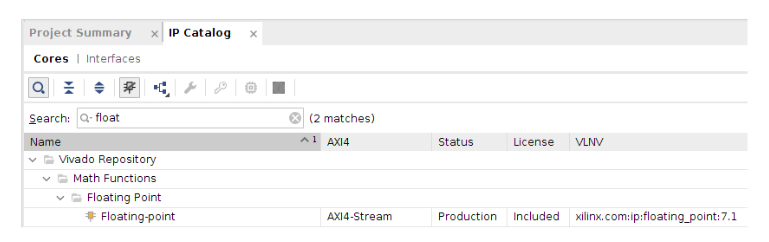 Project Summary × IP Catalog ×
Cores | Interfaces
Search: float (2 matches)
Name ^1 AXI4 Status License VLNV
Vivado Repository
Math Functions
Floating Point
Floating-point AXI4-Stream Production Included xilinx.com:ip:floating_point:7.1